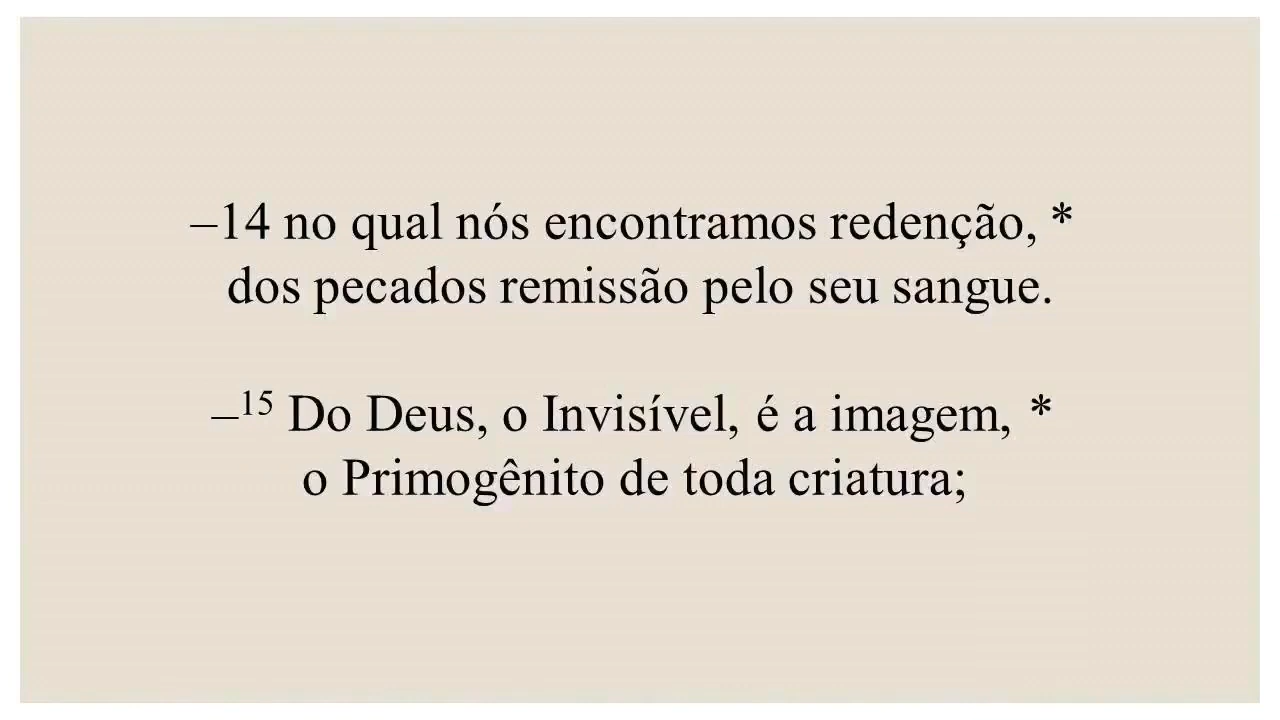 –14 no qual nós encontramos redenção, *
dos pecados remissão pelo seu sangue.
–¹⁵ Do Deus, o Invisível, é a imagem, *
o Primogênito de toda criatura;